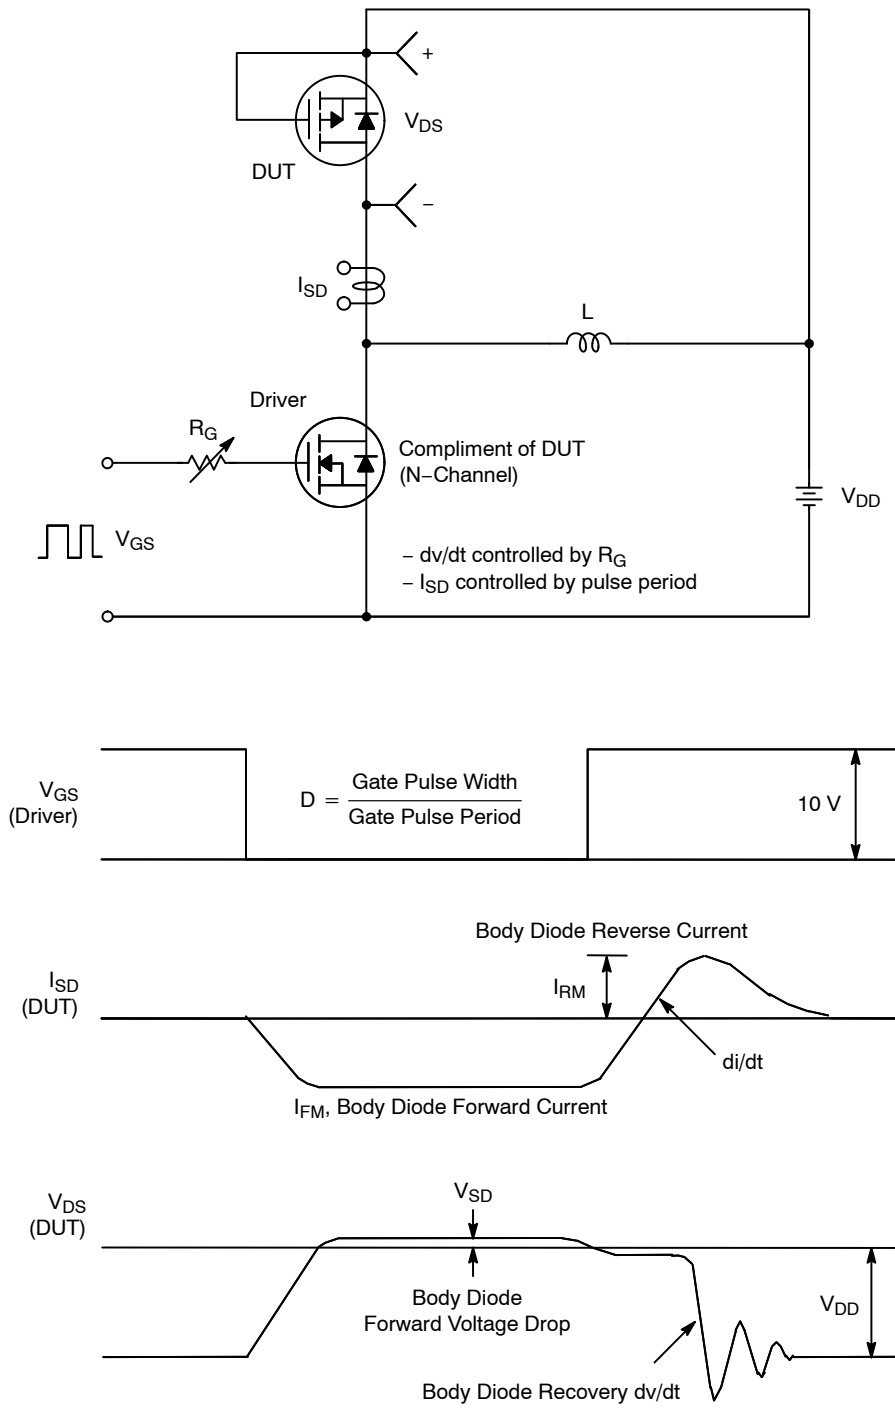 +
V_DS
DUT
−
I_SD
L
Driver
R_G
Compliment of DUT
(N−Channel)
V_DD
V_GS
− dv/dt controlled by R_G
− I_SD controlled by pulse period
V_GS
(Driver)
D = Gate Pulse Width
Gate Pulse Period
10 V
Body Diode Reverse Current
I_SD
(DUT)
I_RM
di/dt
I_FM, Body Diode Forward Current
V_DS
(DUT)
V_SD
Body Diode
Forward Voltage Drop
V_DD
Body Diode Recovery dv/dt